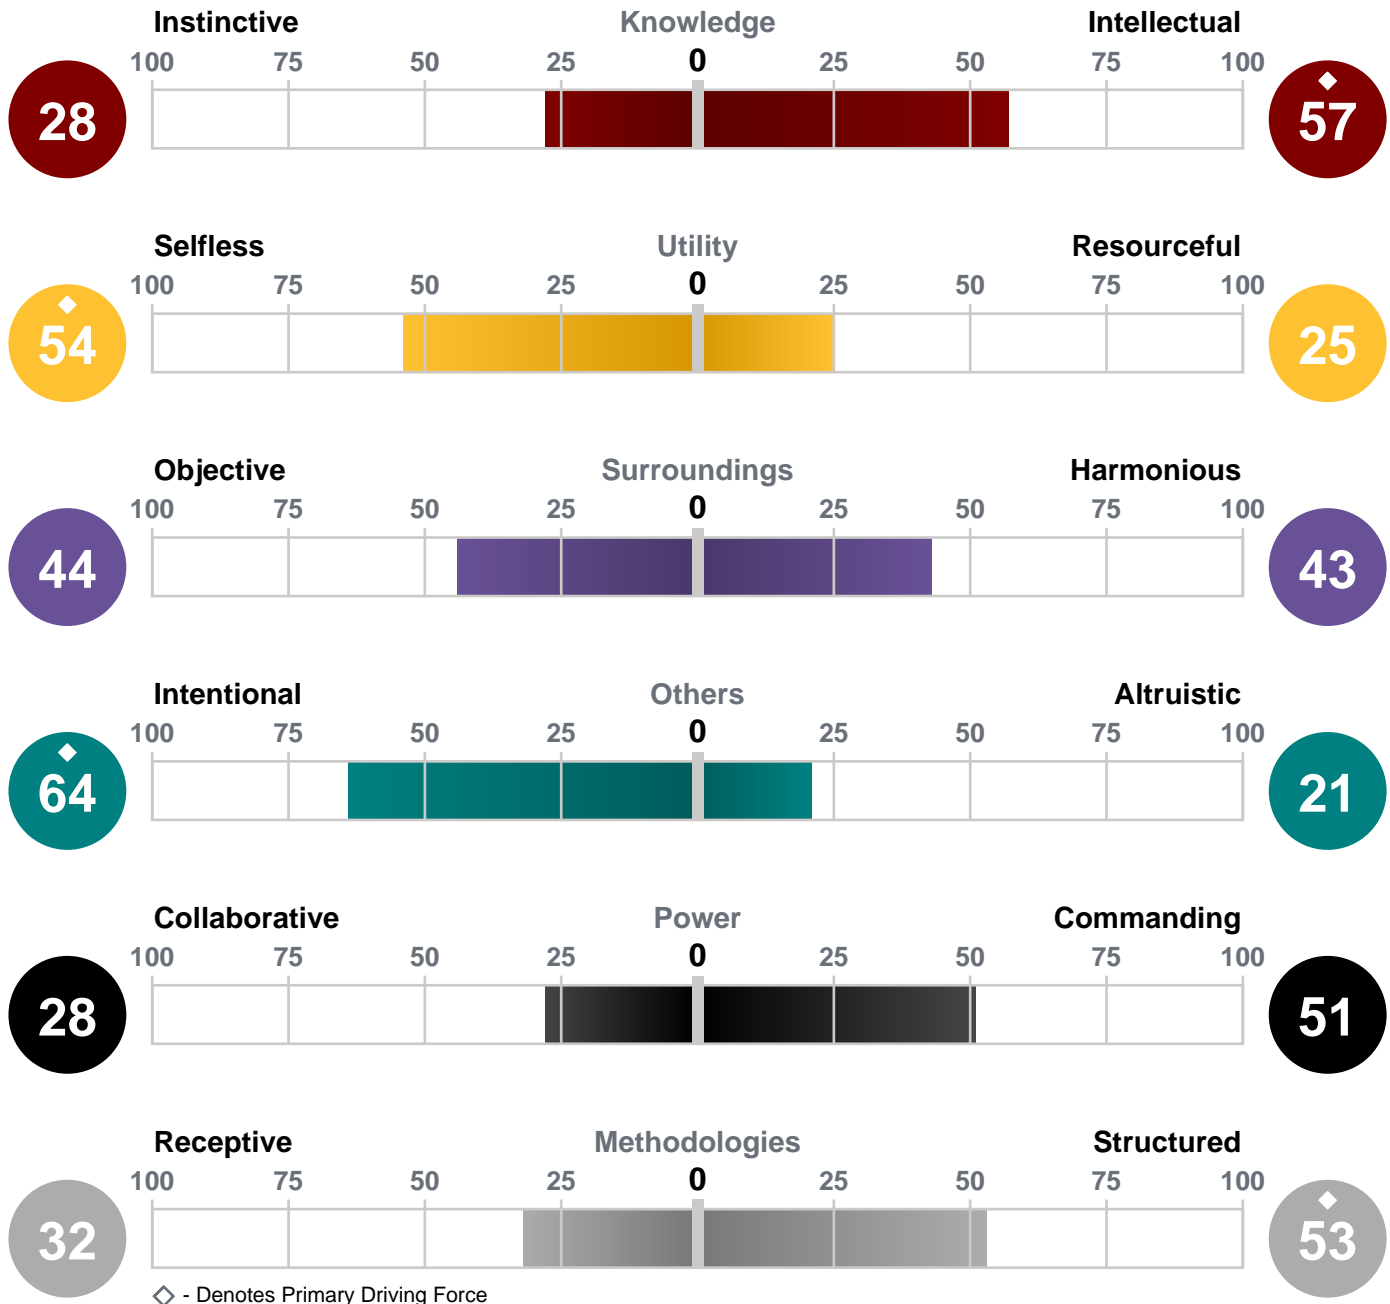 Instinctive Knowledge Intellectual
100 75 50 25 0 25 50 75 100
28 57
Selfless Utility Resourceful
100 75 50 25 0 25 50 75 100
54 25
Objective Surroundings Harmonious
100 75 50 25 0 25 50 75 100
44 43
Intentional Others Altruistic
100 75 50 25 0 25 50 75 100
64 21
Collaborative Power Commanding
100 75 50 25 0 25 50 75 100
28 51
Receptive Methodologies Structured
100 75 50 25 0 25 50 75 100
32 53
- Denotes Primary Driving Force